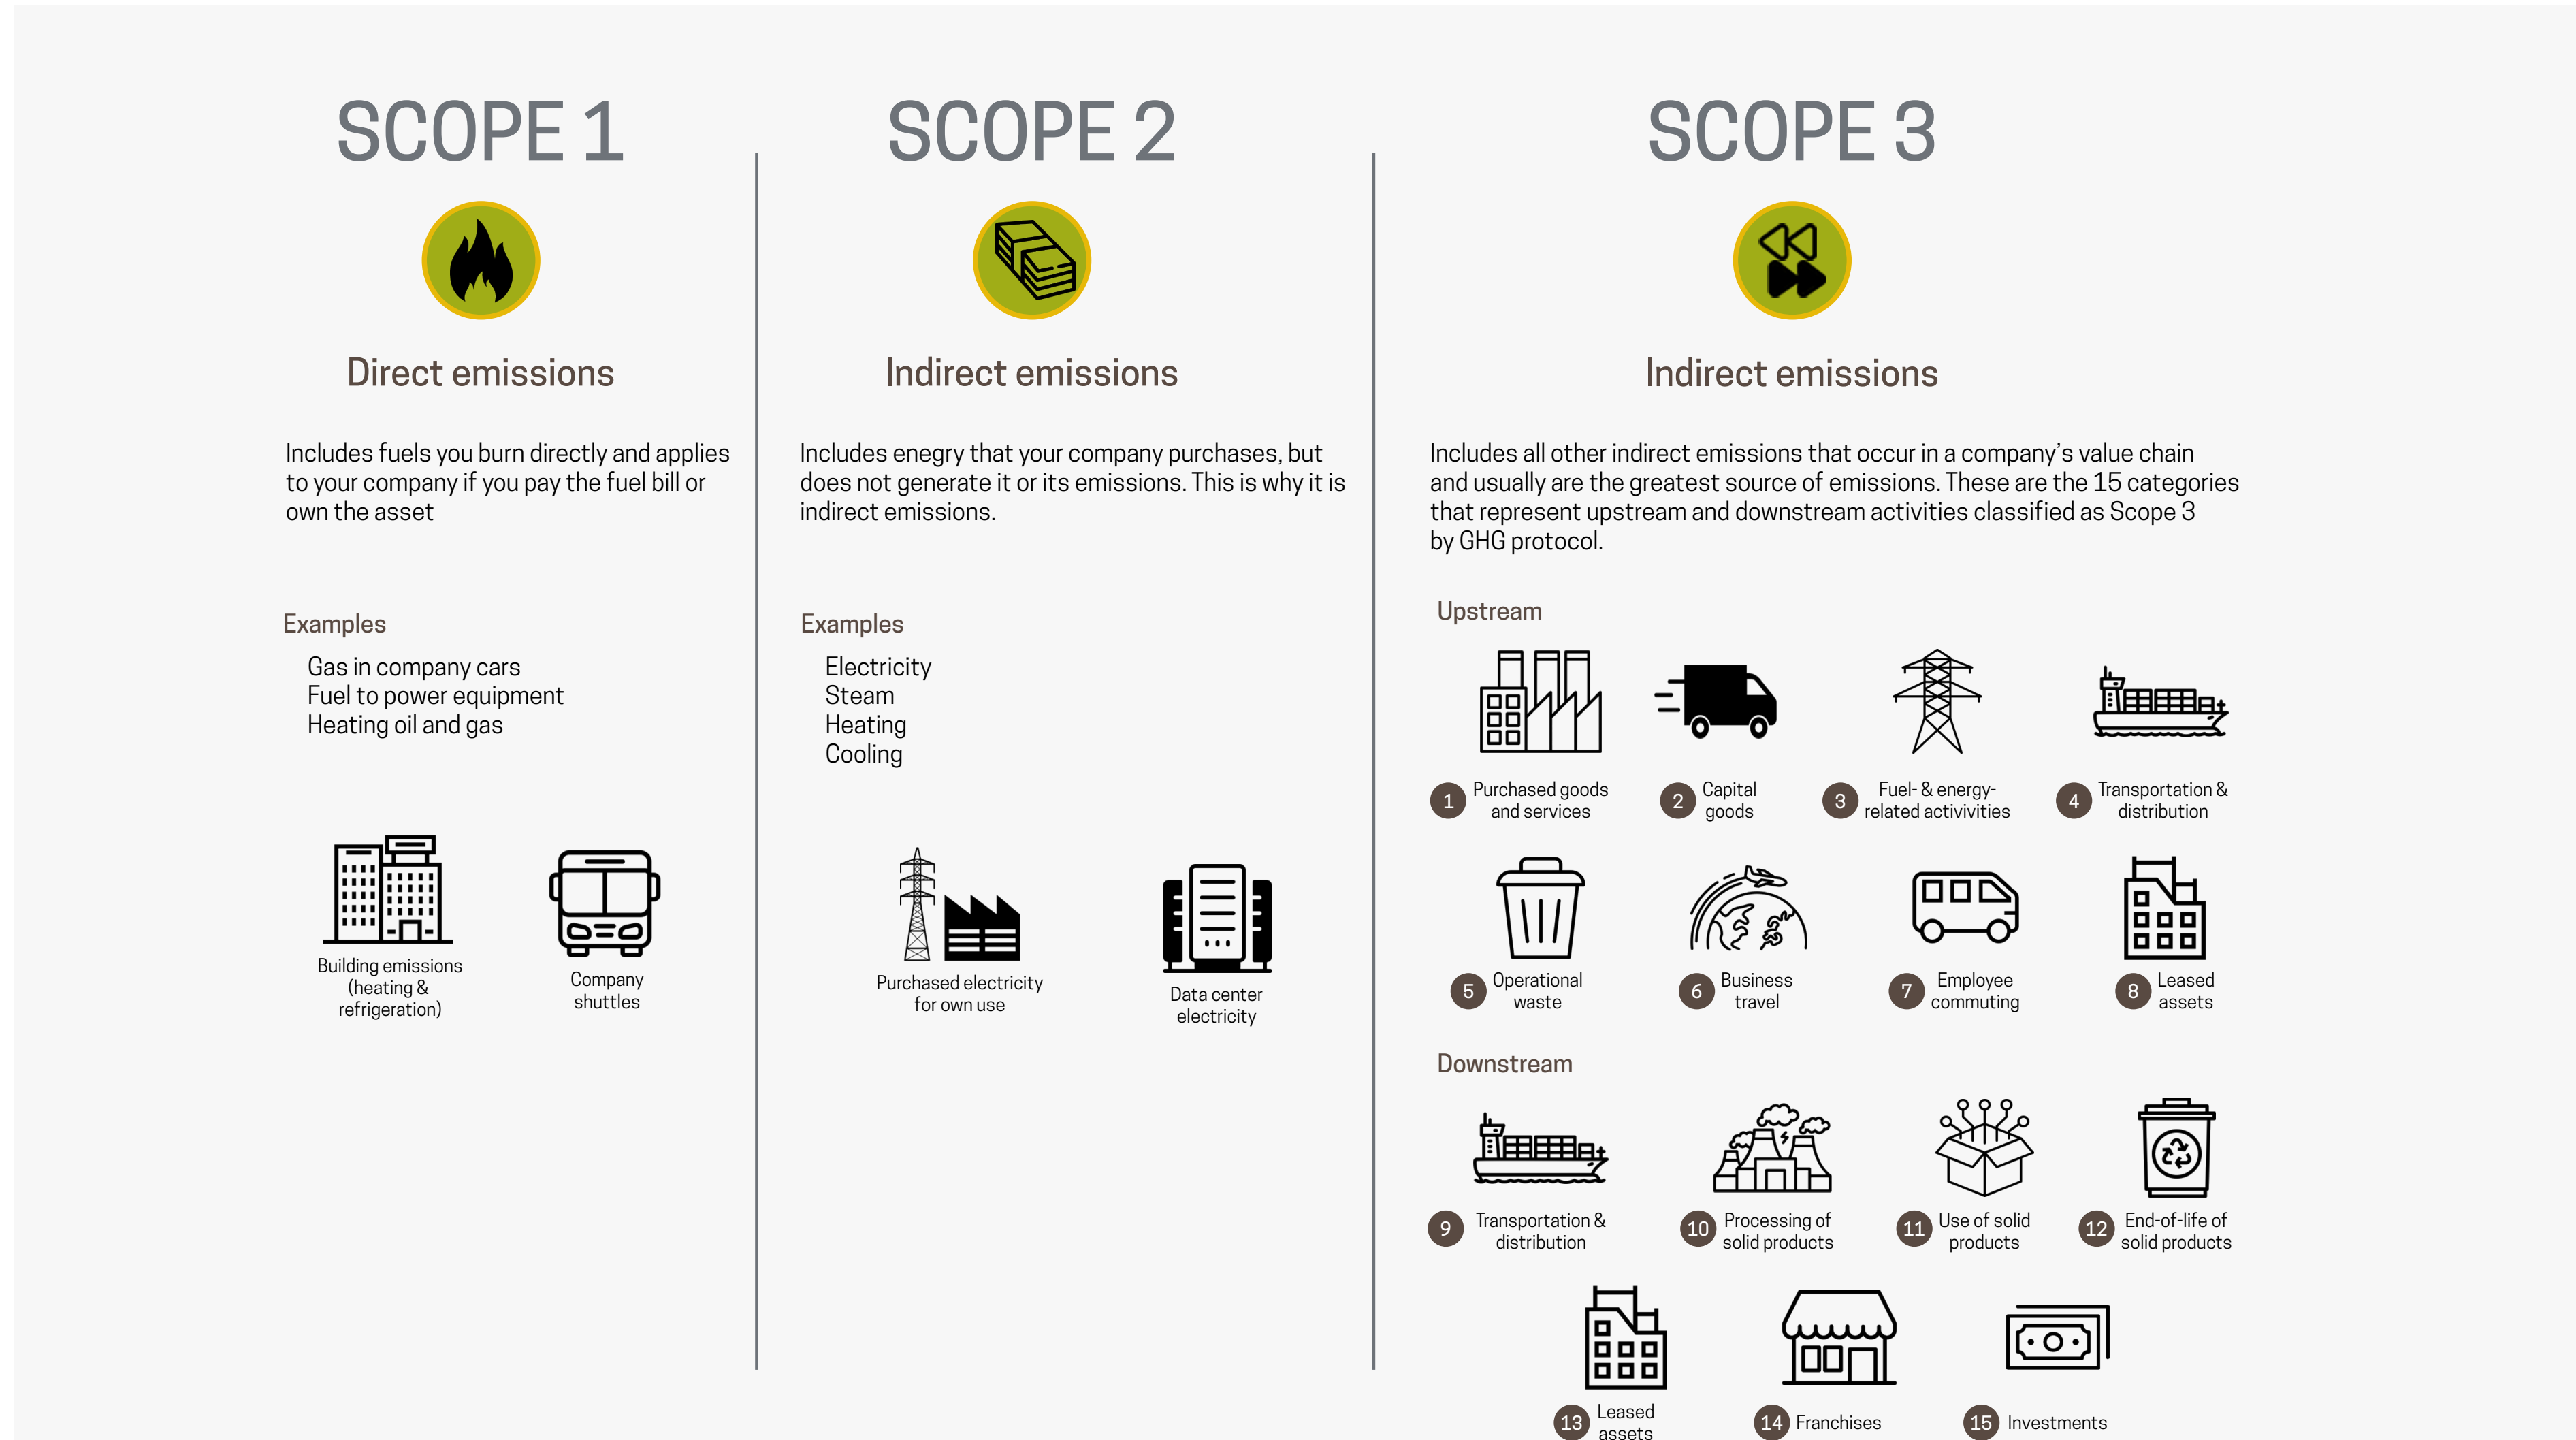 SCOPE 1
Direct emissions
Includes fuels you burn directly and applies
to your company if you pay the fuel bill or
own the asset
Examples
Gas in company cars
Fuel to power equipment
Heating oil and gas
Building emissions
(heating &
refrigeration)
Company
shuttles
SCOPE 2
Indirect emissions
Includes enegry that your company purchases, but
does not generate it or its emissions. This is why it is
indirect emissions.
Examples
Electricity
Steam
Heating
Cooling
Purchased electricity
for own use
Data center
electricity
SCOPE 3
Indirect emissions
Includes all other indirect emissions that occur in a company's value chain
and usually are the greatest source of emissions. These are the 15 categories
that represent upstream and downstream activities classified as Scope 3
by GHG protocol.
Upstream
1 Purchased goods
and services
2 Capital
goods
3 Fuel- & energy-
related activivities
4 Transportation &
distribution
5 Operational
waste
6 Business
travel
7 Employee
commuting
8 Leased
assets
Downstream
9 Transportation &
distribution
10 Processing of
solid products
11 Use of solid
products
12 End-of-life of
solid products
13 Leased
assets
14 Franchises
15 Investments